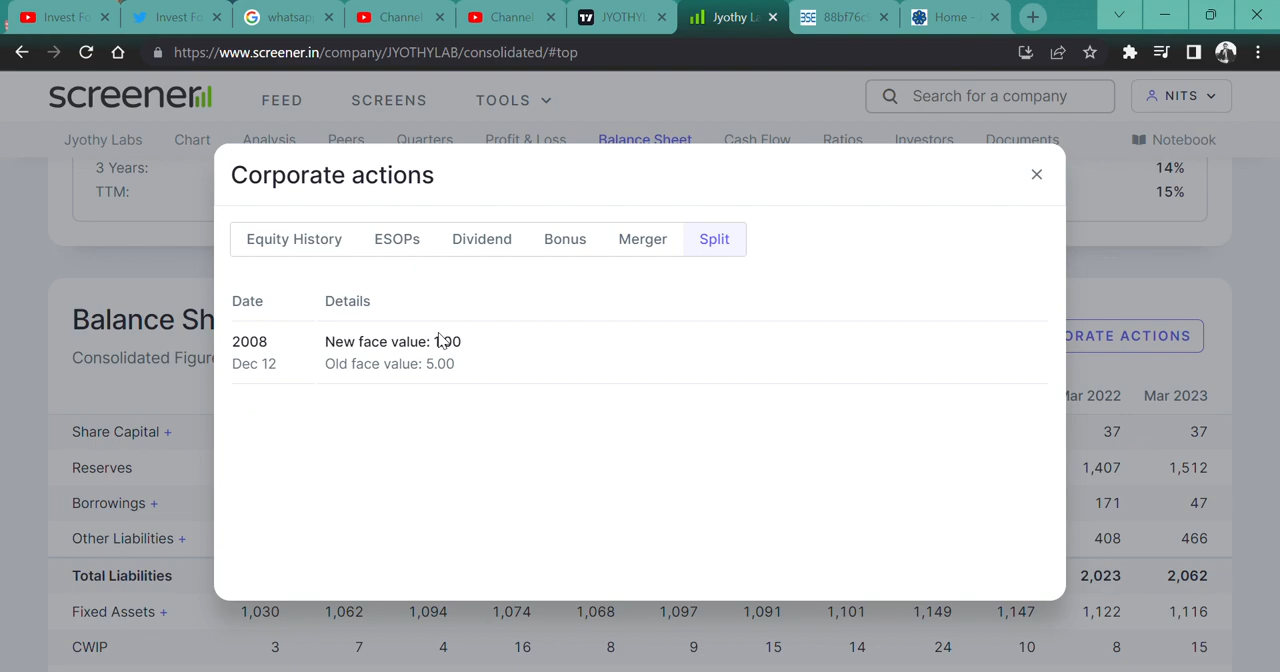 Invest Fo
Invest Fo
whatsap
Channel
Channel
JYOTHYL
Jyothy La
88bf76c
Home -
https://www.screener.in/company/JYOTHYLAB/consolidated/#top
screener
FEED
SCREENS
TOOLS
Search for a company
NITS
Jyothy Labs
Chart
Analysis
Peers
Quarters
Profit & Loss
Balance Sheet
Cash Flow
Ratios
Investors
Documents
Notebook
3 Years: 14%
TTM: 15%
Corporate actions
Equity History
ESOPs
Dividend
Bonus
Merger
Split
Date Details
2008 New face value: 1.00
Dec 12 Old face value: 5.00
Balance Sh
Consolidated Figure
ORATE ACTIONS
Mar 2022 Mar 2023
Share Capital + 37 37
Reserves 1,407 1,512
Borrowings + 171 47
Other Liabilities + 408 466
Total Liabilities 2,023 2,062
Fixed Assets + 1,030 1,062 1,094 1,074 1,068 1,097 1,091 1,101 1,149 1,147 1,122 1,116
CWIP 3 7 4 16 8 9 15 14 24 10 8 15